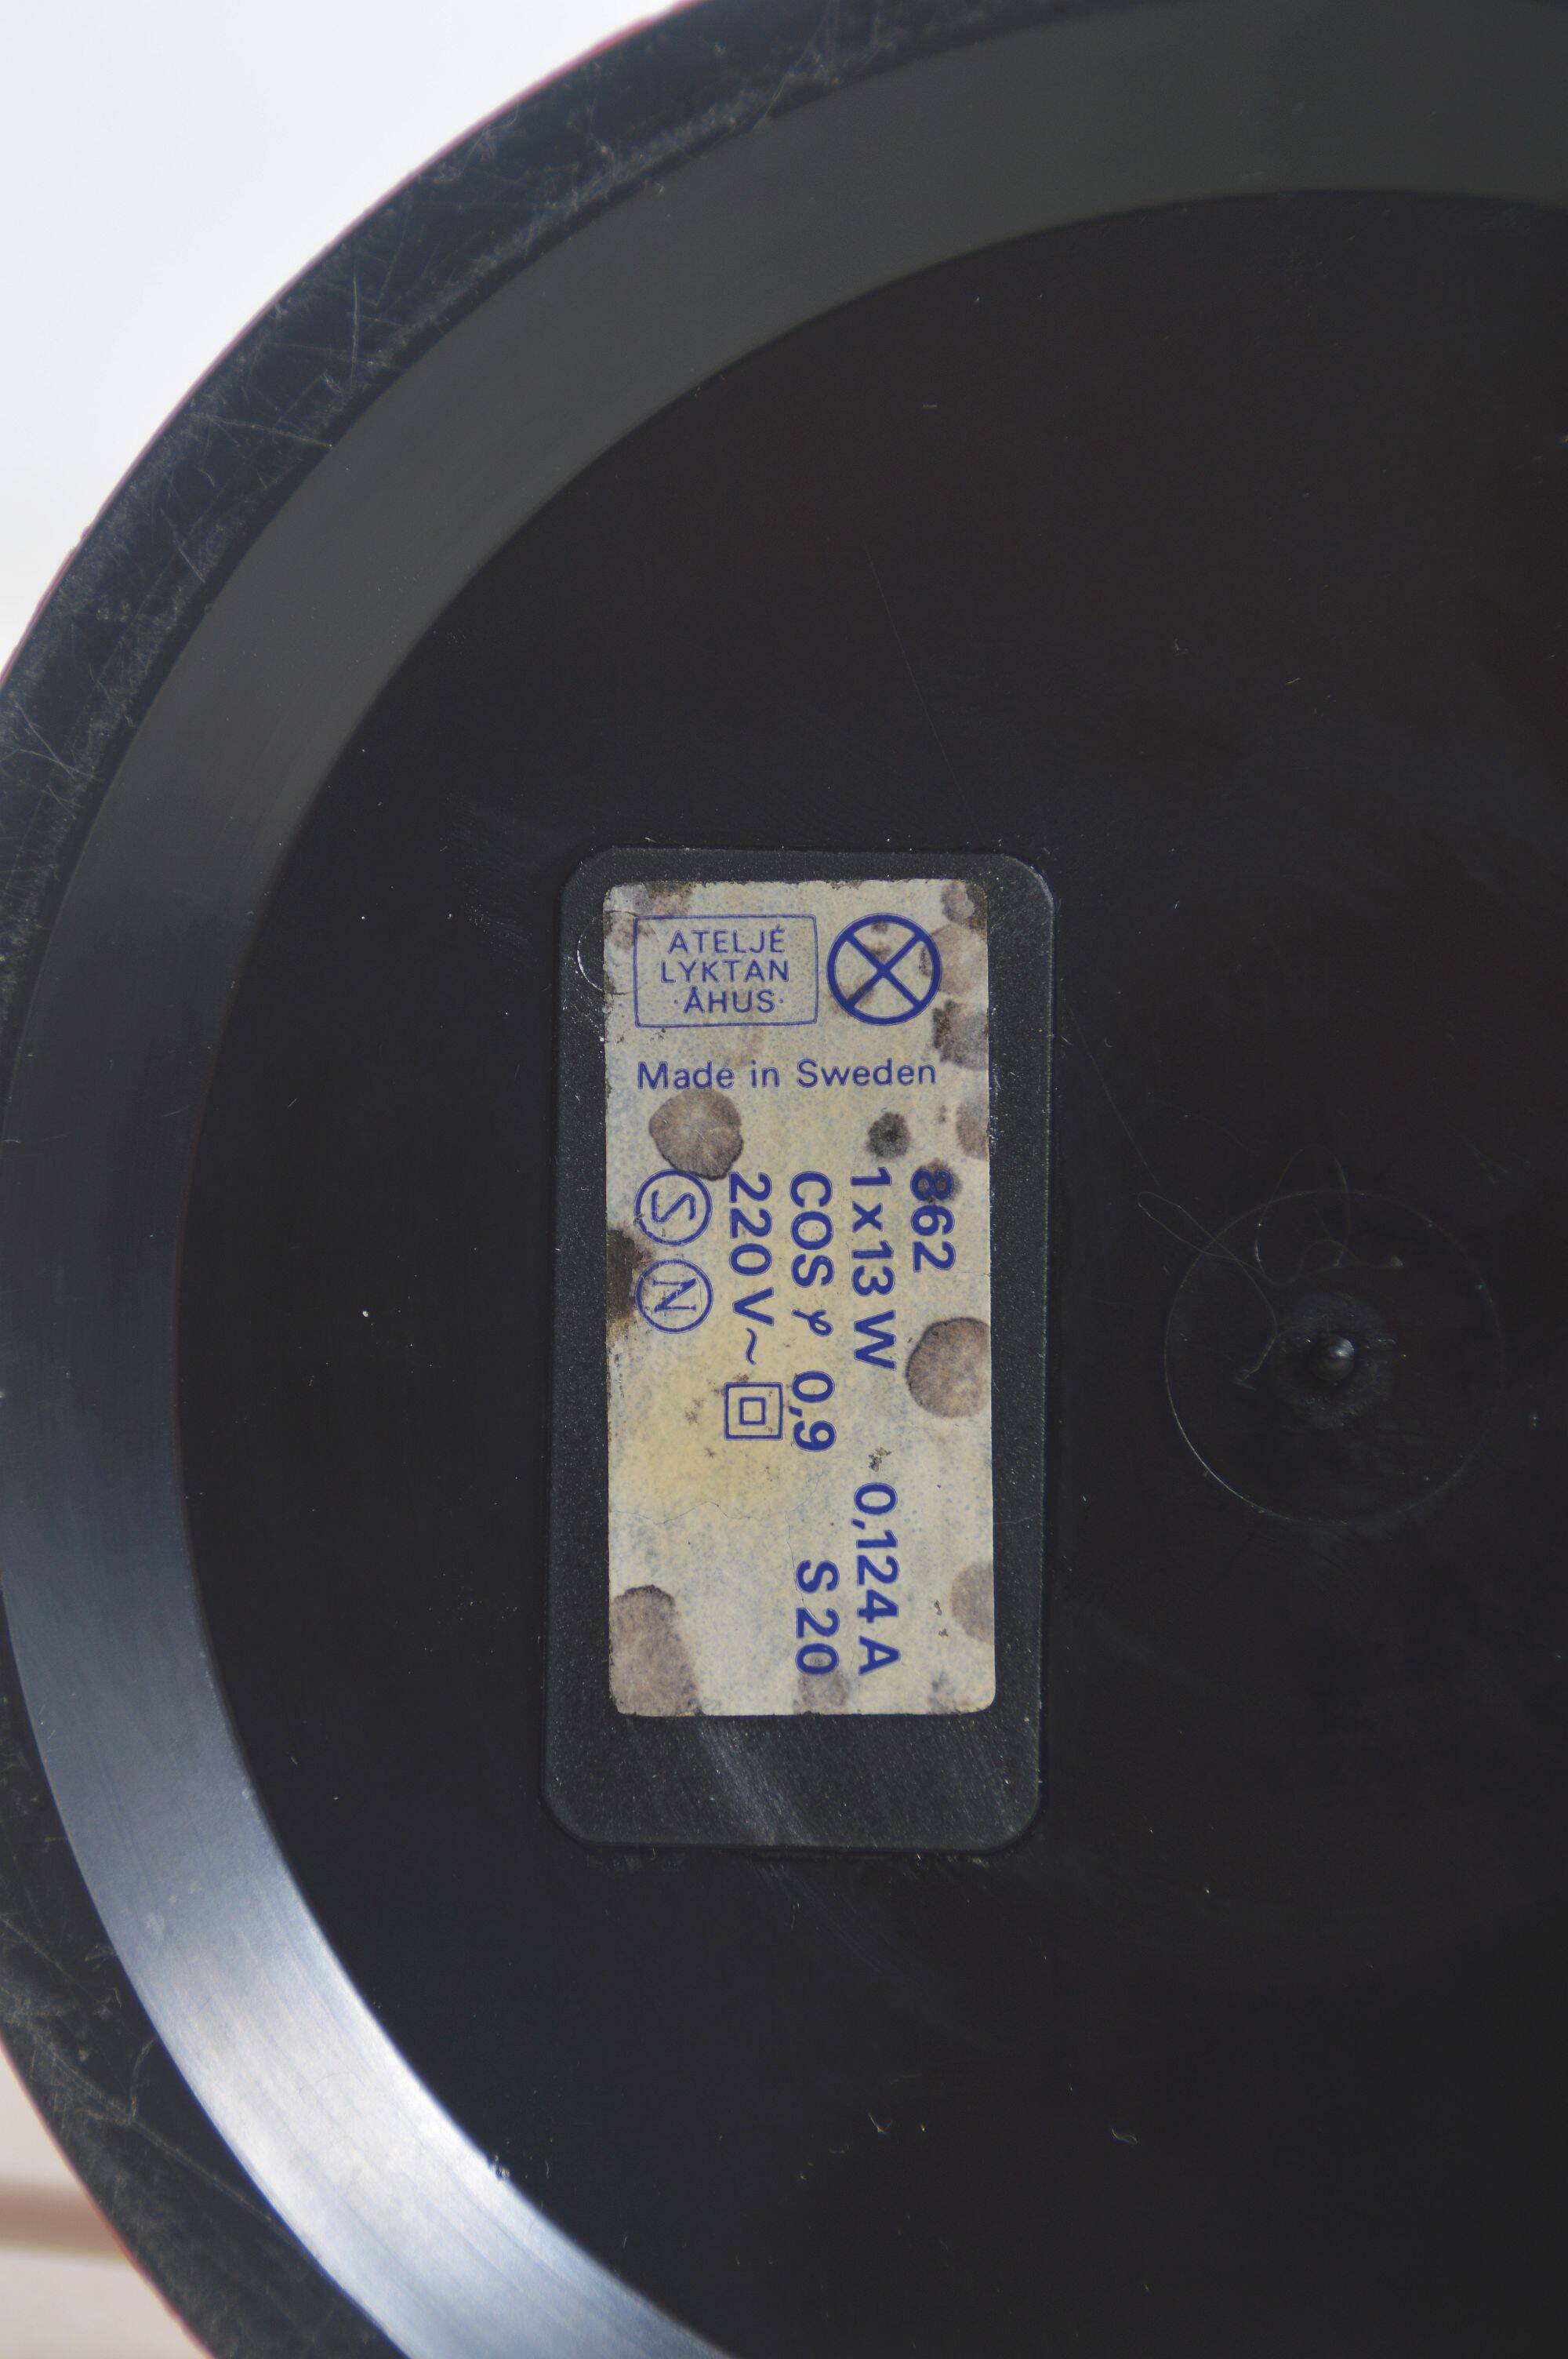 ATELJÉ
LYKTAN
·ÅHUS·
Made in Sweden
862
1x13 W 0,124 A
COS φ 0,9 S 20
220 V~
S N